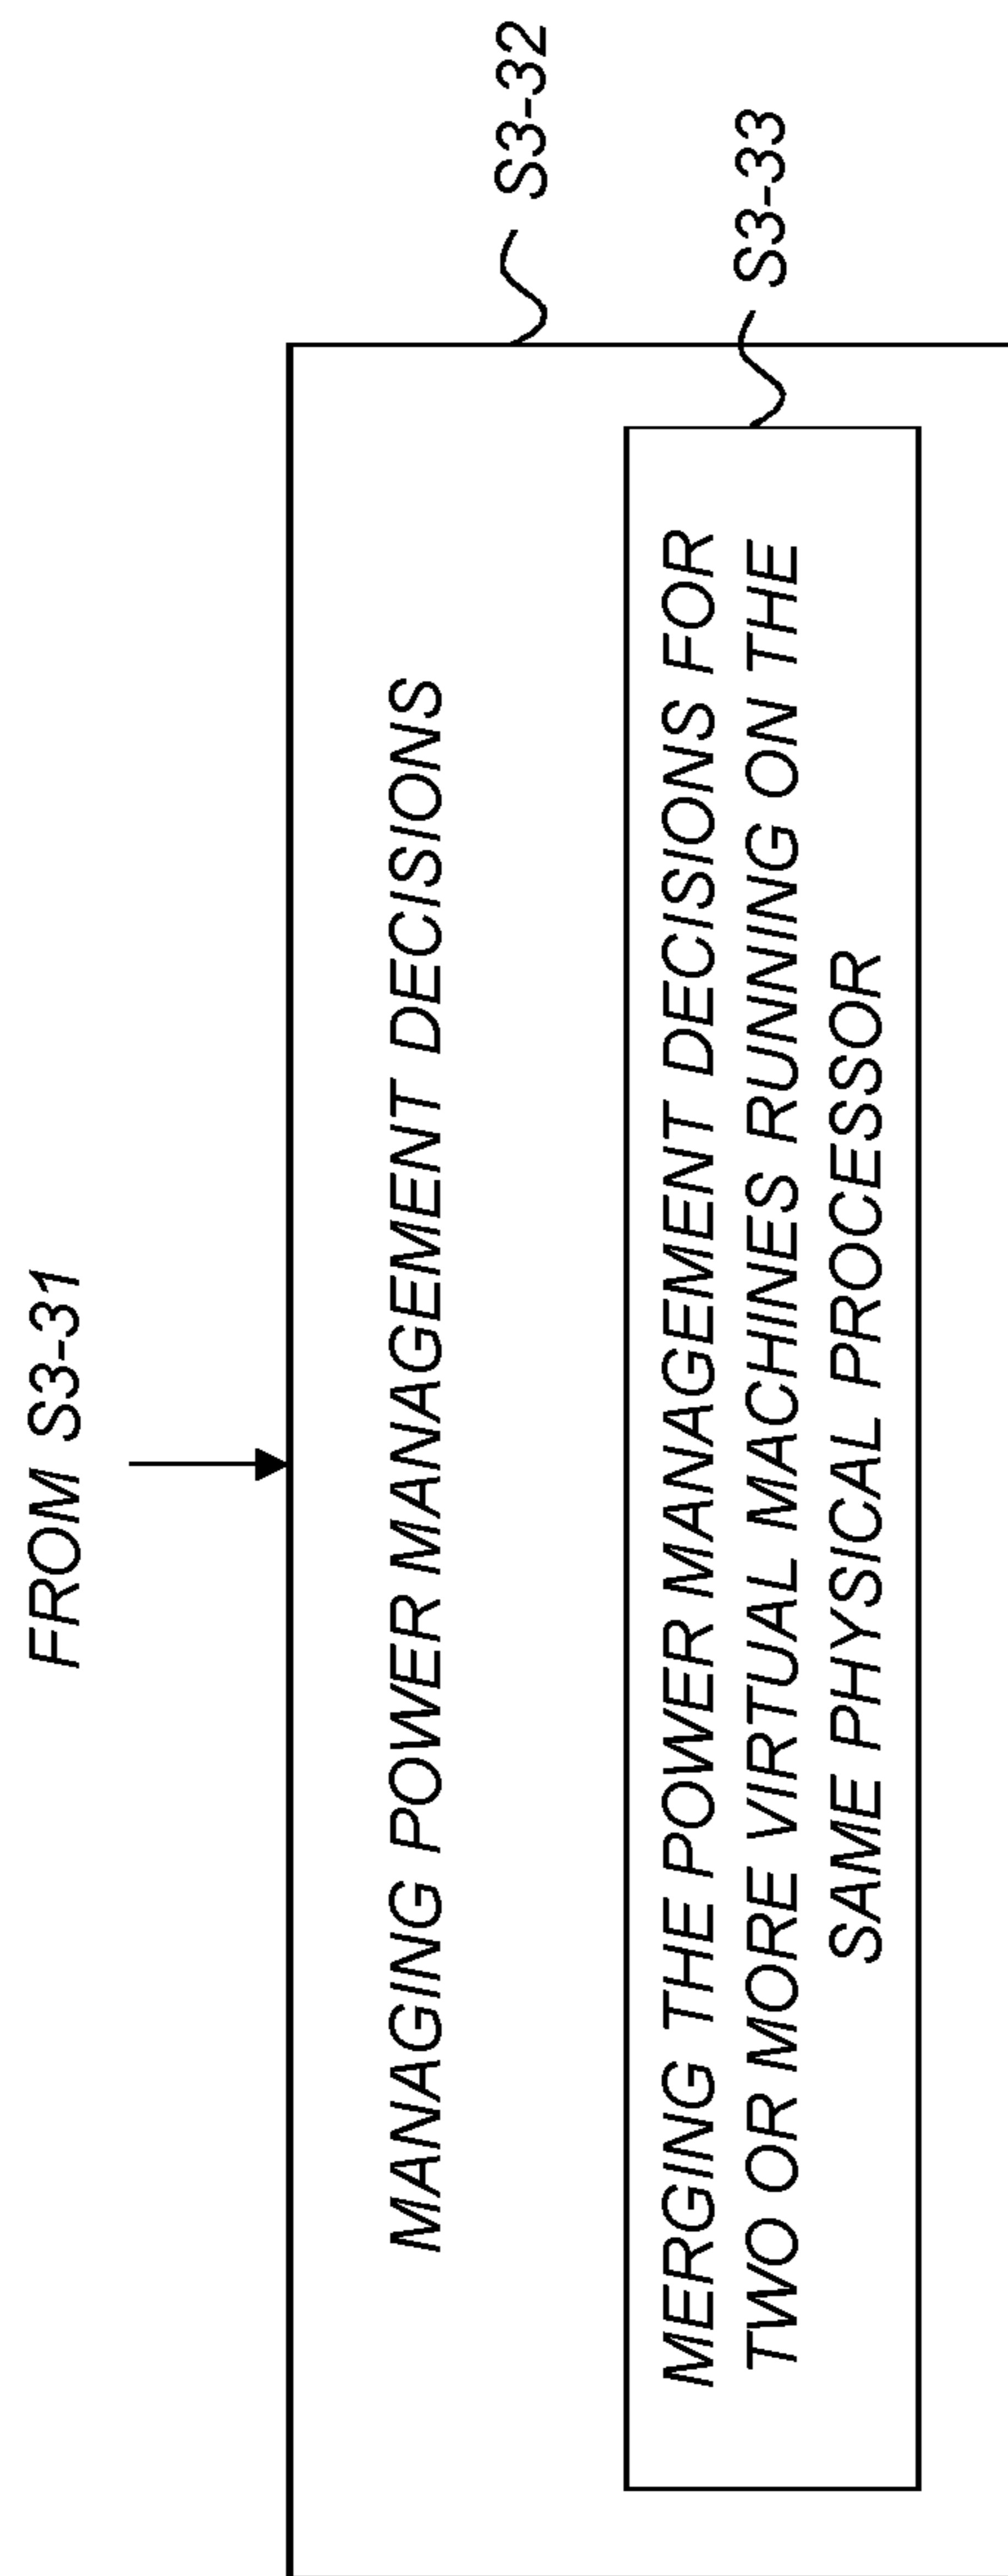 FROM S3-31
S3-32
MANAGING POWER MANAGEMENT DECISIONS
S3-33
MERGING THE POWER MANAGEMENT DECISIONS FOR
TWO OR MORE VIRTUAL MACHINES RUNNING ON THE
SAME PHYSICAL PROCESSOR